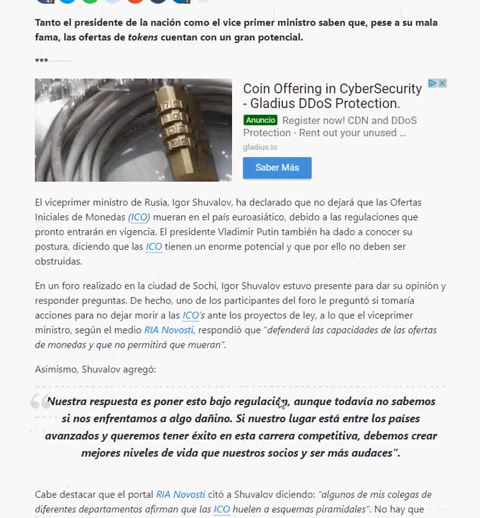 Tanto el presidente de la nación como el vice primer ministro saben que, pese a su mala
fama, las ofertas de tokens cuentan con un gran potencial.
***
Coin Offering in CyberSecurity
- Gladius DDoS Protection.
Anuncio Register now! CDN and DDoS
Protection - Rent out your unused ...
gladius.io
Saber Más
El viceprimer ministro de Rusia, Igor Shuvalov, ha declarado que no dejará que las Ofertas
Iniciales de Monedas (ICO) mueran en el país euroasiático, debido a las regulaciones que
pronto entrarán en vigencia. El presidente Vladimir Putin también ha dado a conocer su
postura, diciendo que las ICO tienen un enorme potencial y que por ello no deben ser
obstruidas.
En un foro realizado en la ciudad de Sochi, Igor Shuvalov estuvo presente para dar su opinión y
responder preguntas. De hecho, uno de los participantes del foro le preguntó si tomaría
acciones para no dejar morir a las ICO's ante los proyectos de ley, a lo que el viceprimer
ministro, según el medio RIA Novosti, respondió que "defenderá las capacidades de las ofertas
de monedas y que no permitirá que mueran".
Asimismo, Shuvalov agregó:
Nuestra respuesta es poner esto bajo regulación, aunque todavía no sabemos
si nos enfrentamos a algo dañino. Si nuestro lugar está entre los países
avanzados y queremos tener éxito en esta carrera competitiva, debemos crear
mejores niveles de vida que nuestros socios y ser más audaces".
Cabe destacar que el portal RIA Novosti citó a Shuvalov diciendo: "algunos de mis colegas de
diferentes departamentos afirman que las ICO huelen a esquemas piramidales". No hay que